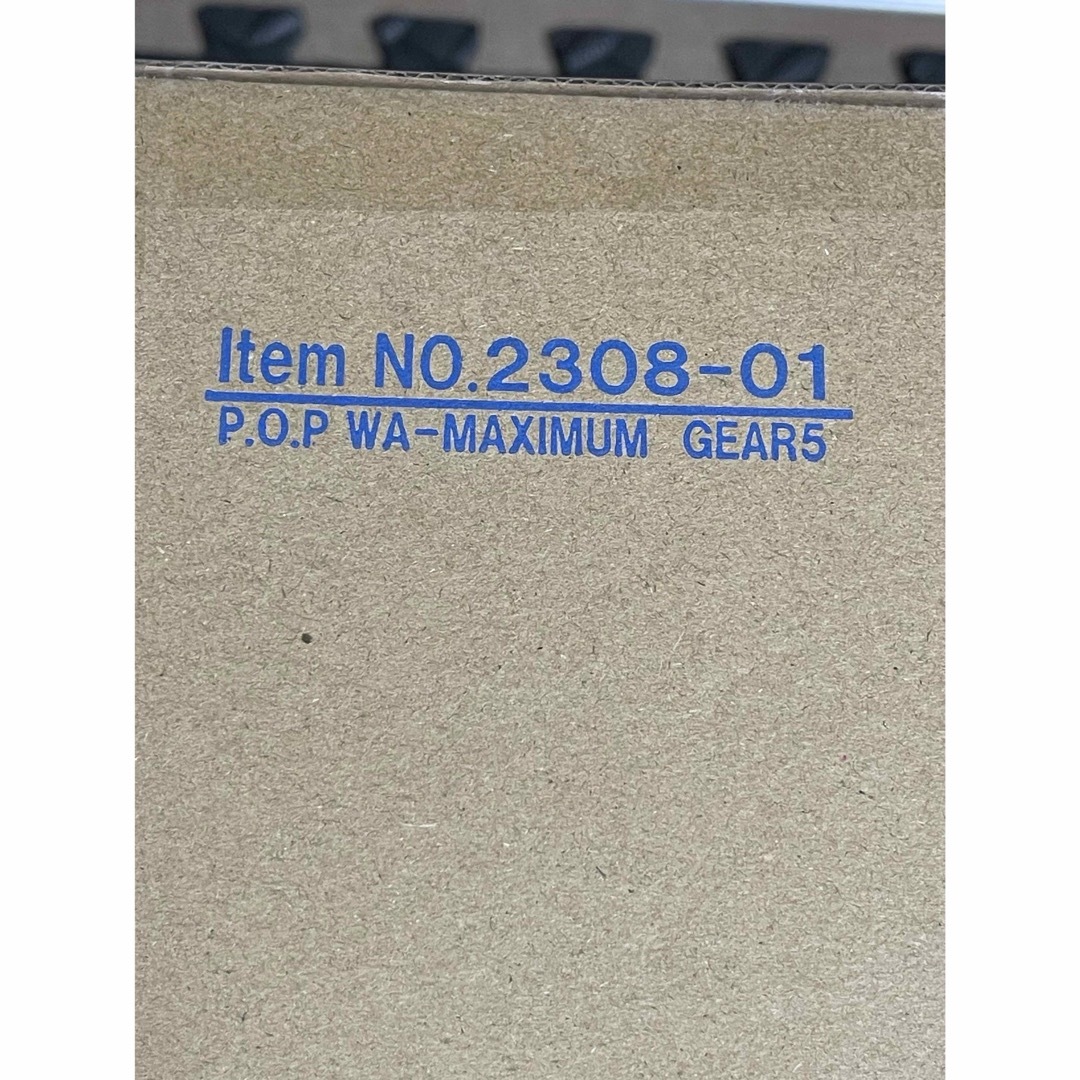 Item NO.2308-01
P.O.P WA-MAXIMUM GEAR5